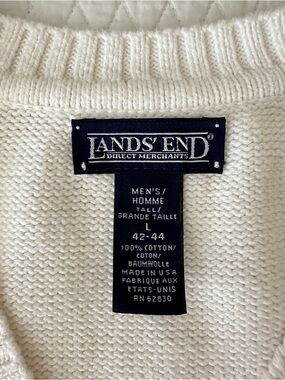 LANDS' END®
DIRECT MERCHANTS
MEN'S/
HOMME
TALL/
GRANDE TAILLE
L
42-44
100% COTTON/
COTON/
BAUMWOLLE
MADE IN USA
FABRIQUE AUX
ETATS-UNIS
RN 62830